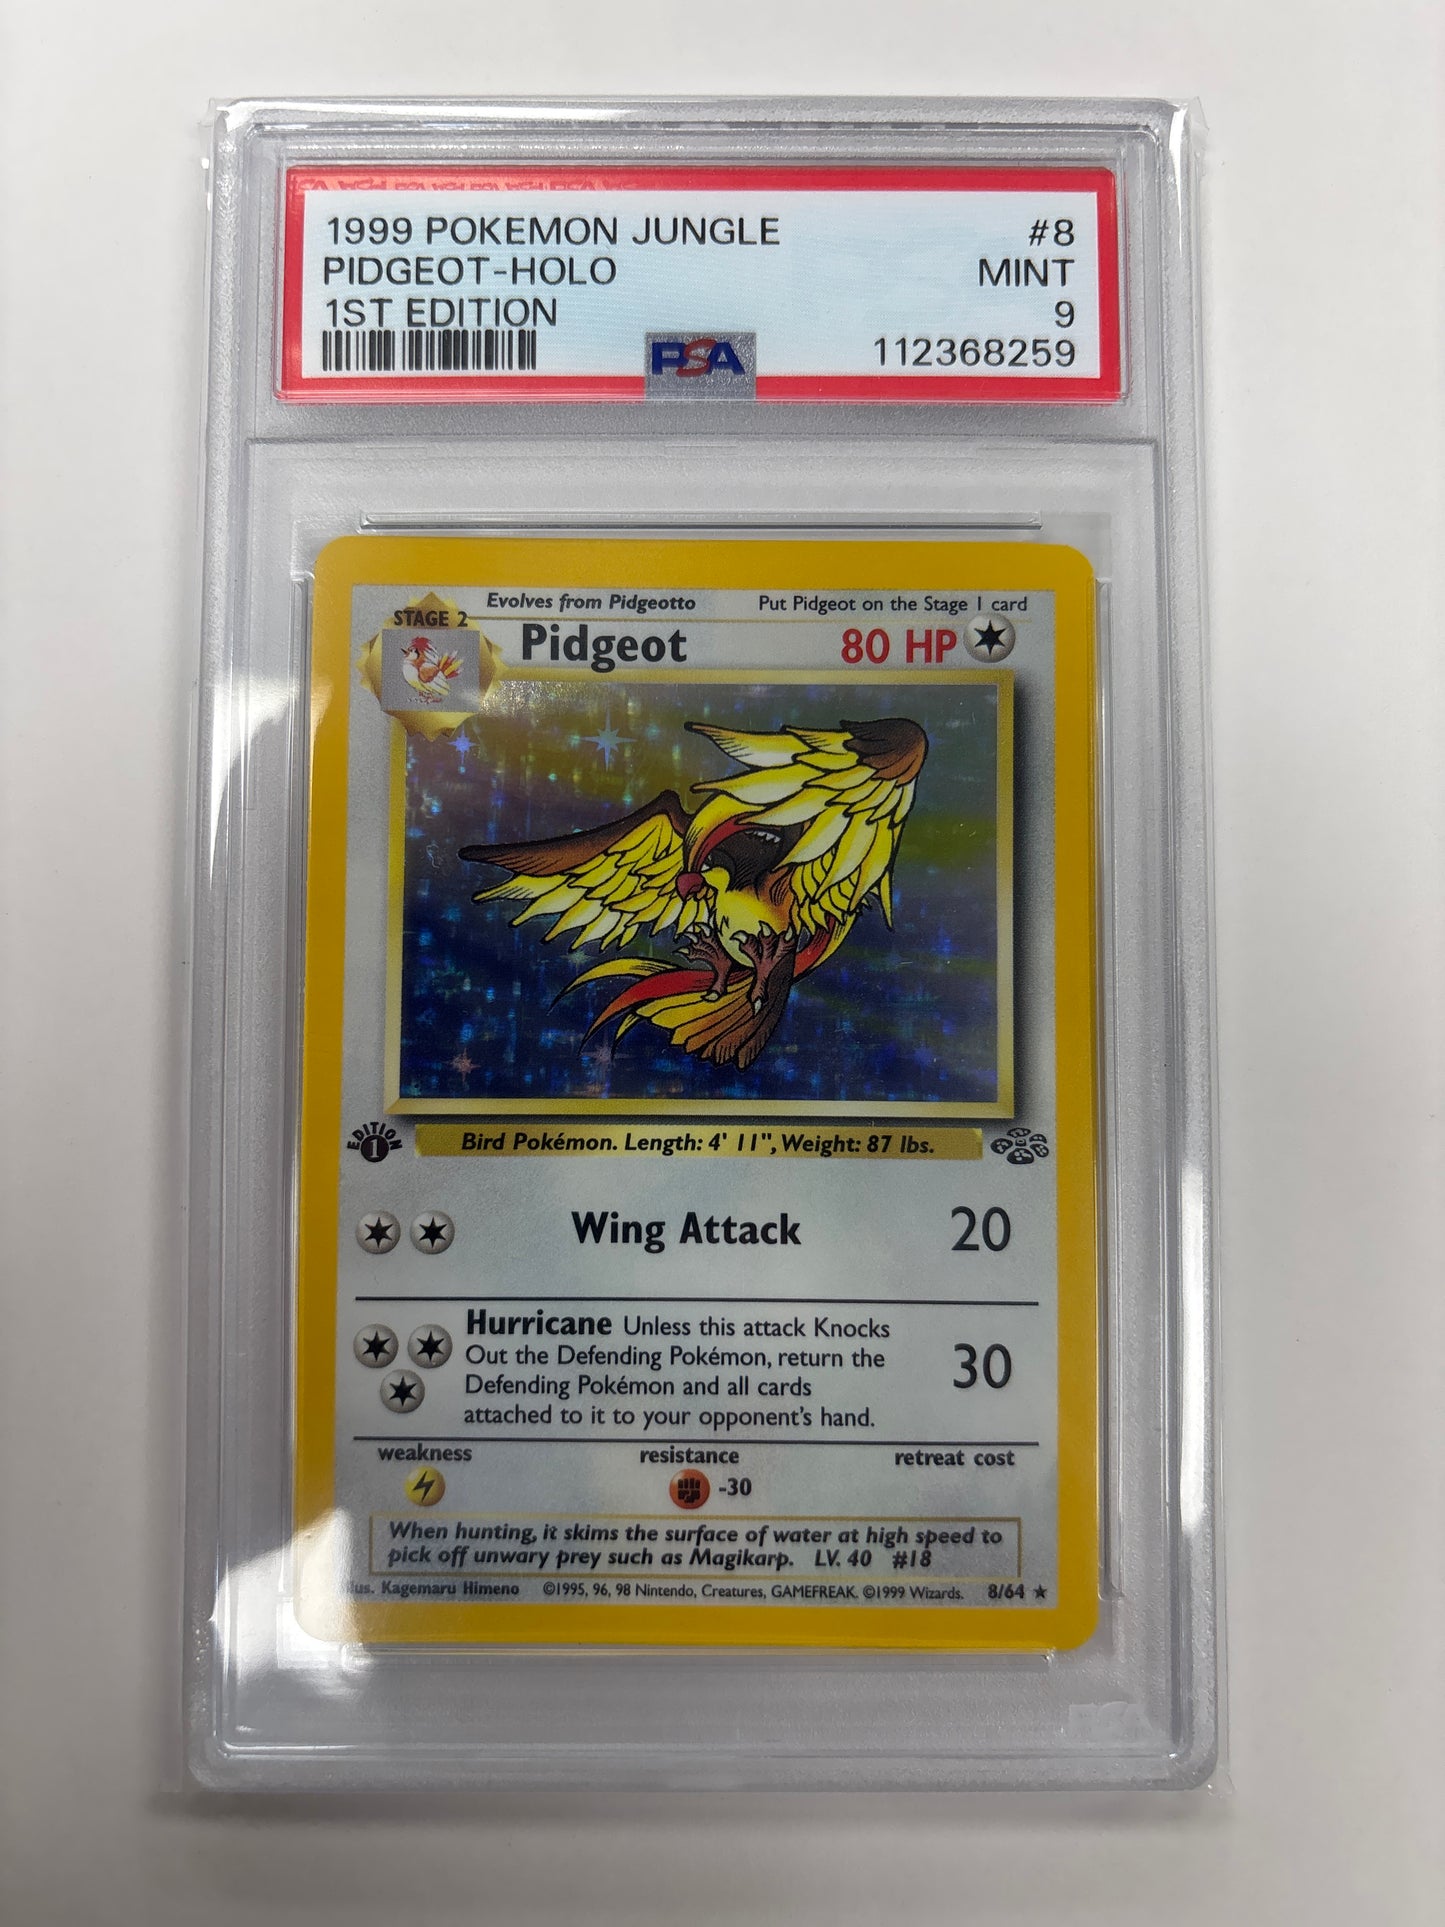 1999 POKEMON JUNGLE #8
PIDGEOT-HOLO MINT
1ST EDITION 9
PSA 112368259
Evolves from Pidgeotto Put Pidgeot on the Stage 1 card
STAGE 2
Pidgeot 80 HP
EDITION
1
Bird Pokémon. Length: 4' 11", Weight: 87 lbs.
Wing Attack 20
Hurricane Unless this attack Knocks
Out the Defending Pokémon, return the
Defending Pokémon and all cards
attached to it to your opponent's hand.
30
weakness resistance retreat cost
-30
When hunting, it skims the surface of water at high speed to
pick off unwary prey such as Magikarp. LV. 40 #18
Illus. Kagemaru Himeno ©1995, 96, 98 Nintendo, Creatures, GAMEFREAK. ©1999 Wizards. 8/64 ★